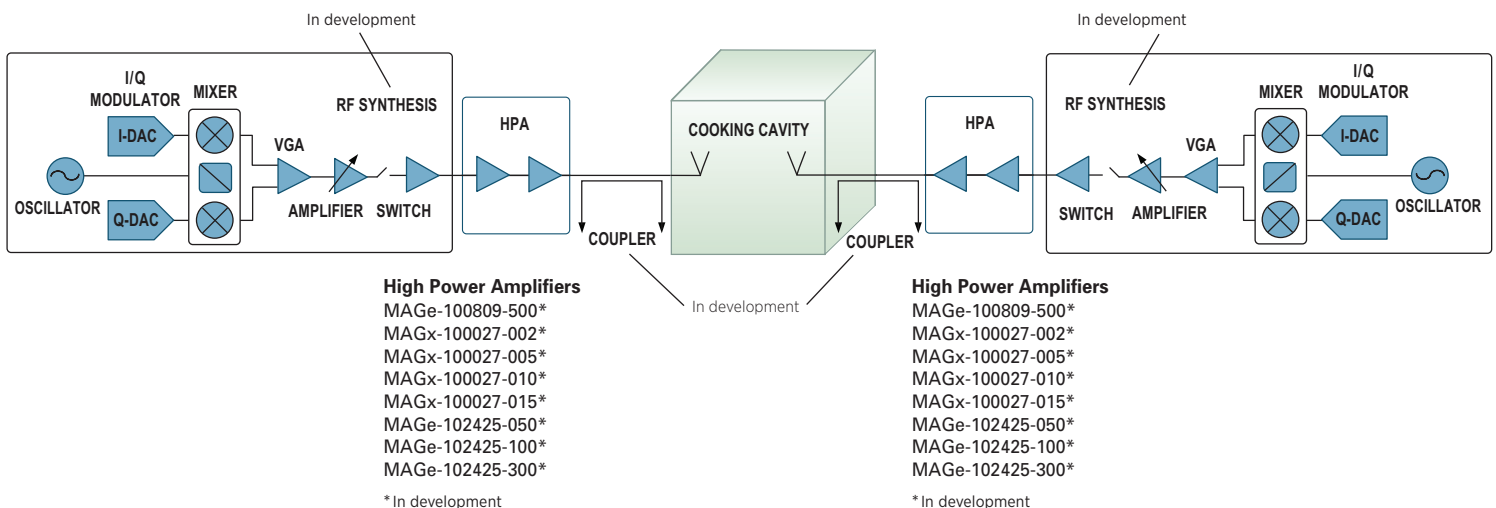 In development
In development
I/Q
MODULATOR
MIXER
RF SYNTHESIS
I-DAC
VGA
OSCILLATOR
Q-DAC
AMPLIFIER
SWITCH
HPA
COUPLER
COOKING CAVITY
COUPLER
HPA
RF SYNTHESIS
MIXER
I/Q
MODULATOR
VGA
I-DAC
SWITCH
AMPLIFIER
Q-DAC
OSCILLATOR
In development
High Power Amplifiers
MAGe-100809-500*
MAGx-100027-002*
MAGx-100027-005*
MAGx-100027-010*
MAGx-100027-015*
MAGe-102425-050*
MAGe-102425-100*
MAGe-102425-300*
*In development
High Power Amplifiers
MAGe-100809-500*
MAGx-100027-002*
MAGx-100027-005*
MAGx-100027-010*
MAGx-100027-015*
MAGe-102425-050*
MAGe-102425-100*
MAGe-102425-300*
*In development